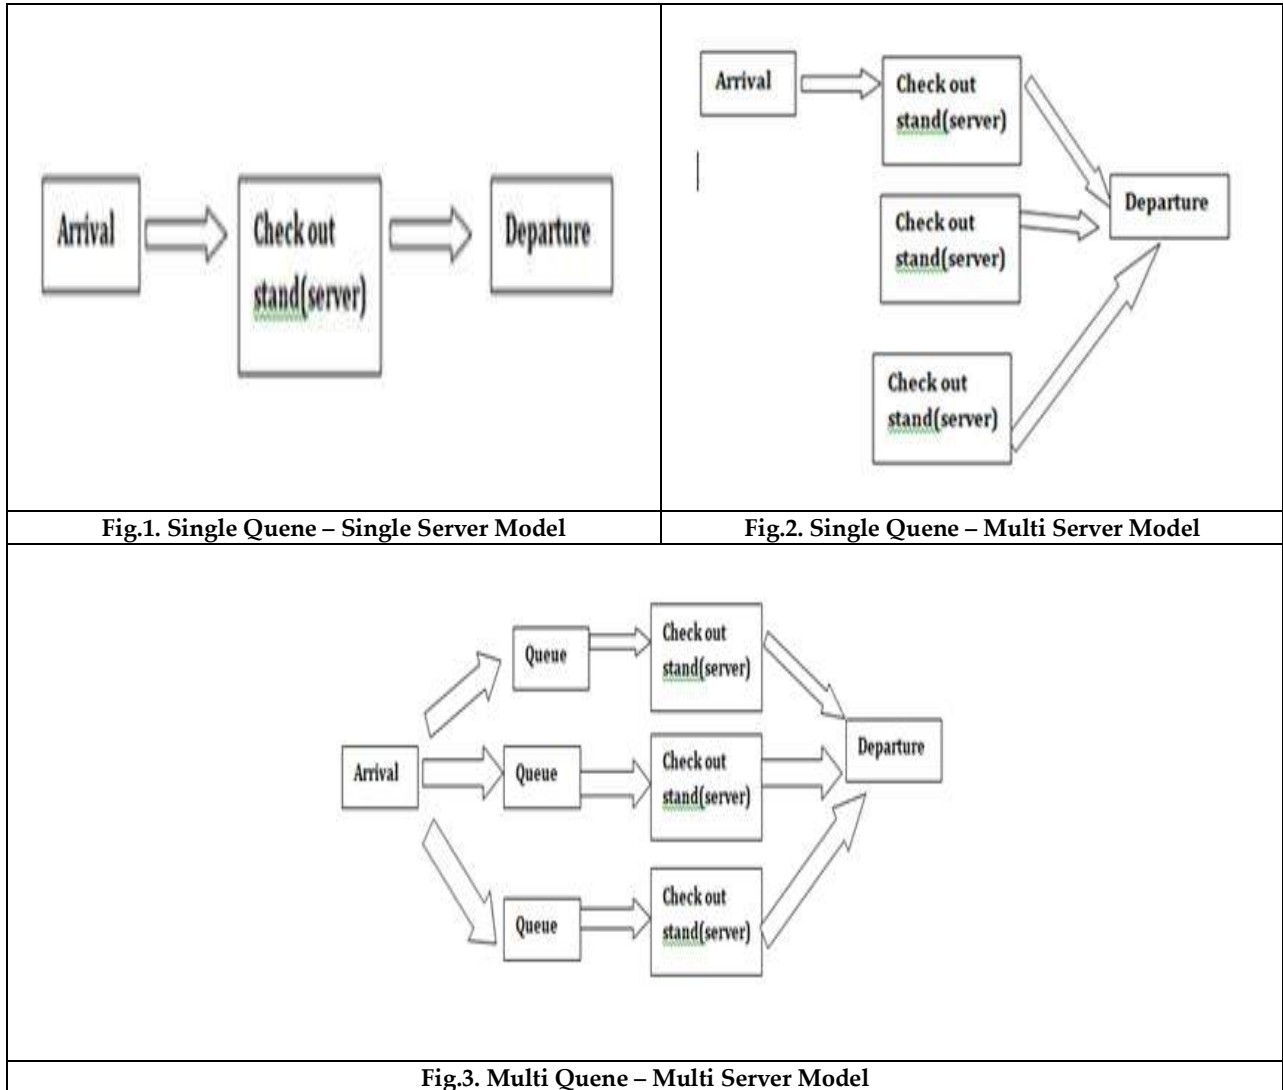 Arrival
Check out
stand(server)
Departure
Fig.1. Single Quene – Single Server Model
Arrival
Check out
stand(server)
Check out
stand(server)
Check out
stand(server)
Departure
Fig.2. Single Quene – Multi Server Model
Arrival
Queue
Queue
Queue
Check out
stand(server)
Check out
stand(server)
Check out
stand(server)
Departure
Fig.3. Multi Quene – Multi Server Model